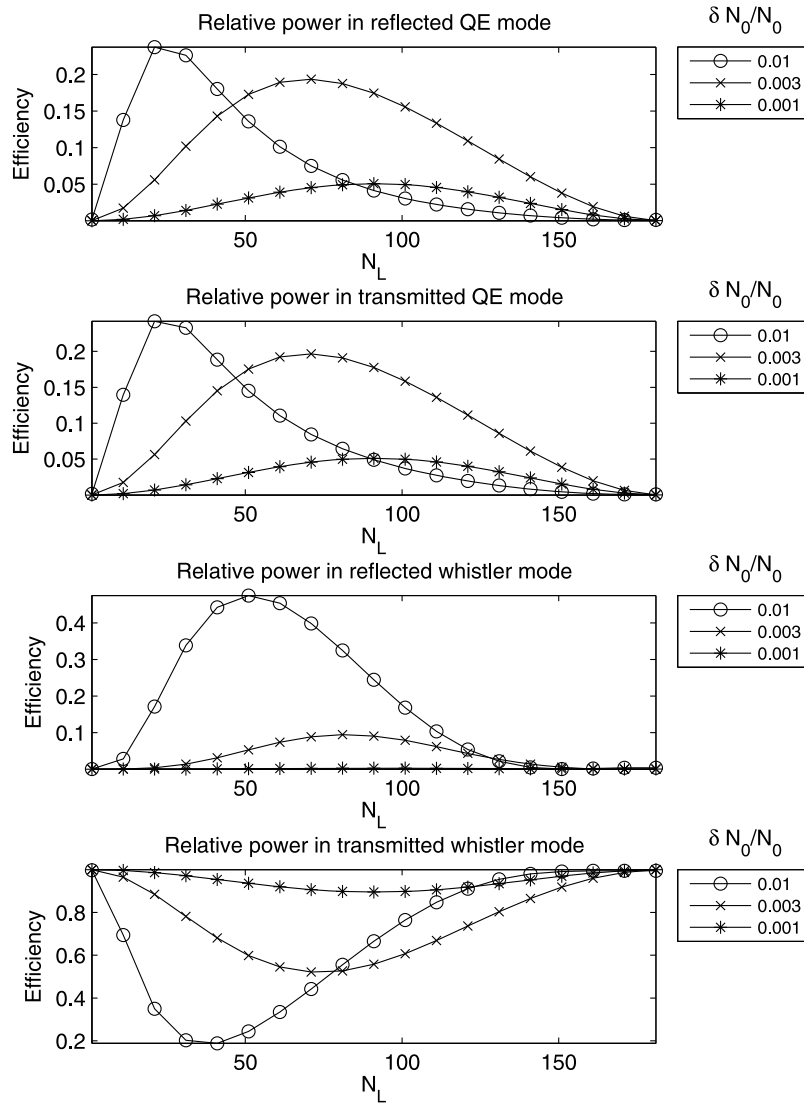 Relative power in reflected QE mode
δ N0/N0
0.01
0.003
0.001
Efficiency
0.2
0.15
0.1
0.05
50
100
150
NL
Relative power in transmitted QE mode
δ N0/N0
0.01
0.003
0.001
Efficiency
0.2
0.15
0.1
0.05
50
100
150
NL
Relative power in reflected whistler mode
δ N0/N0
0.01
0.003
0.001
Efficiency
0.4
0.3
0.2
0.1
50
100
150
NL
Relative power in transmitted whistler mode
δ N0/N0
0.01
0.003
0.001
Efficiency
0.8
0.6
0.4
0.2
50
100
150
NL